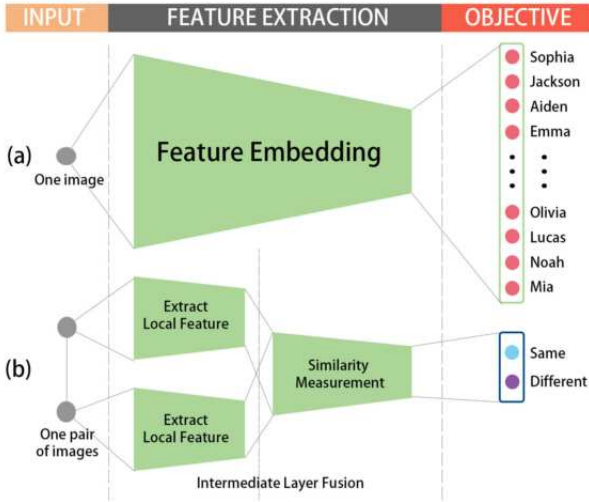 INPUT
FEATURE EXTRACTION
OBJECTIVE
(a)
One image
Feature Embedding
Sophia
Jackson
Aiden
Emma
Olivia
Lucas
Noah
Mia
(b)
One pair
of images
Extract
Local Feature
Extract
Local Feature
Similarity
Measurement
Same
Different
Intermediate Layer Fusion